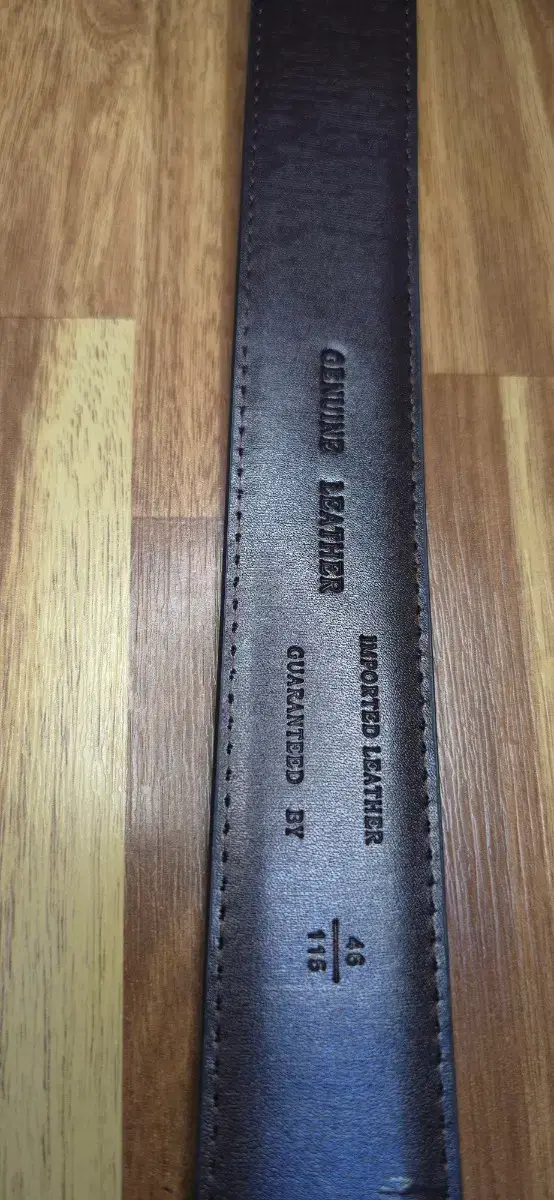 GENUINE LEATHER
IMPORTED LEATHER
GUARANTEED BY
46
115